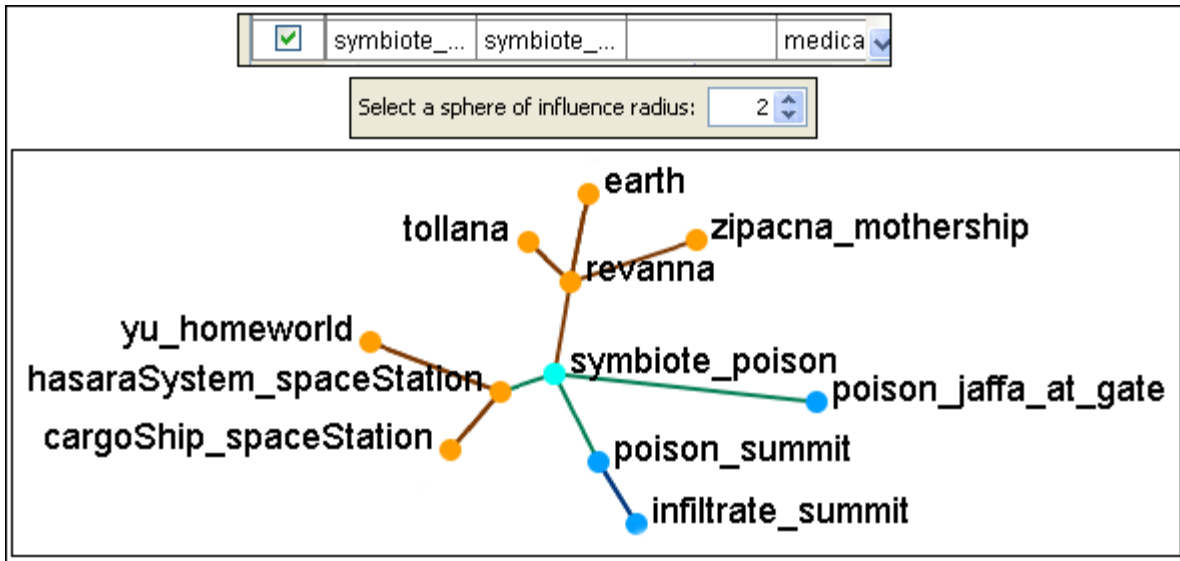 symbiote_... symbiote_... medica
Select a sphere of influence radius: 2
earth
tollana
zipacna_mothership
revanna
yu_homeworld
symbiote_poison
hasaraSystem_spaceStation
poison_jaffa_at_gate
cargoShip_spaceStation
poison_summit
infiltrate_summit